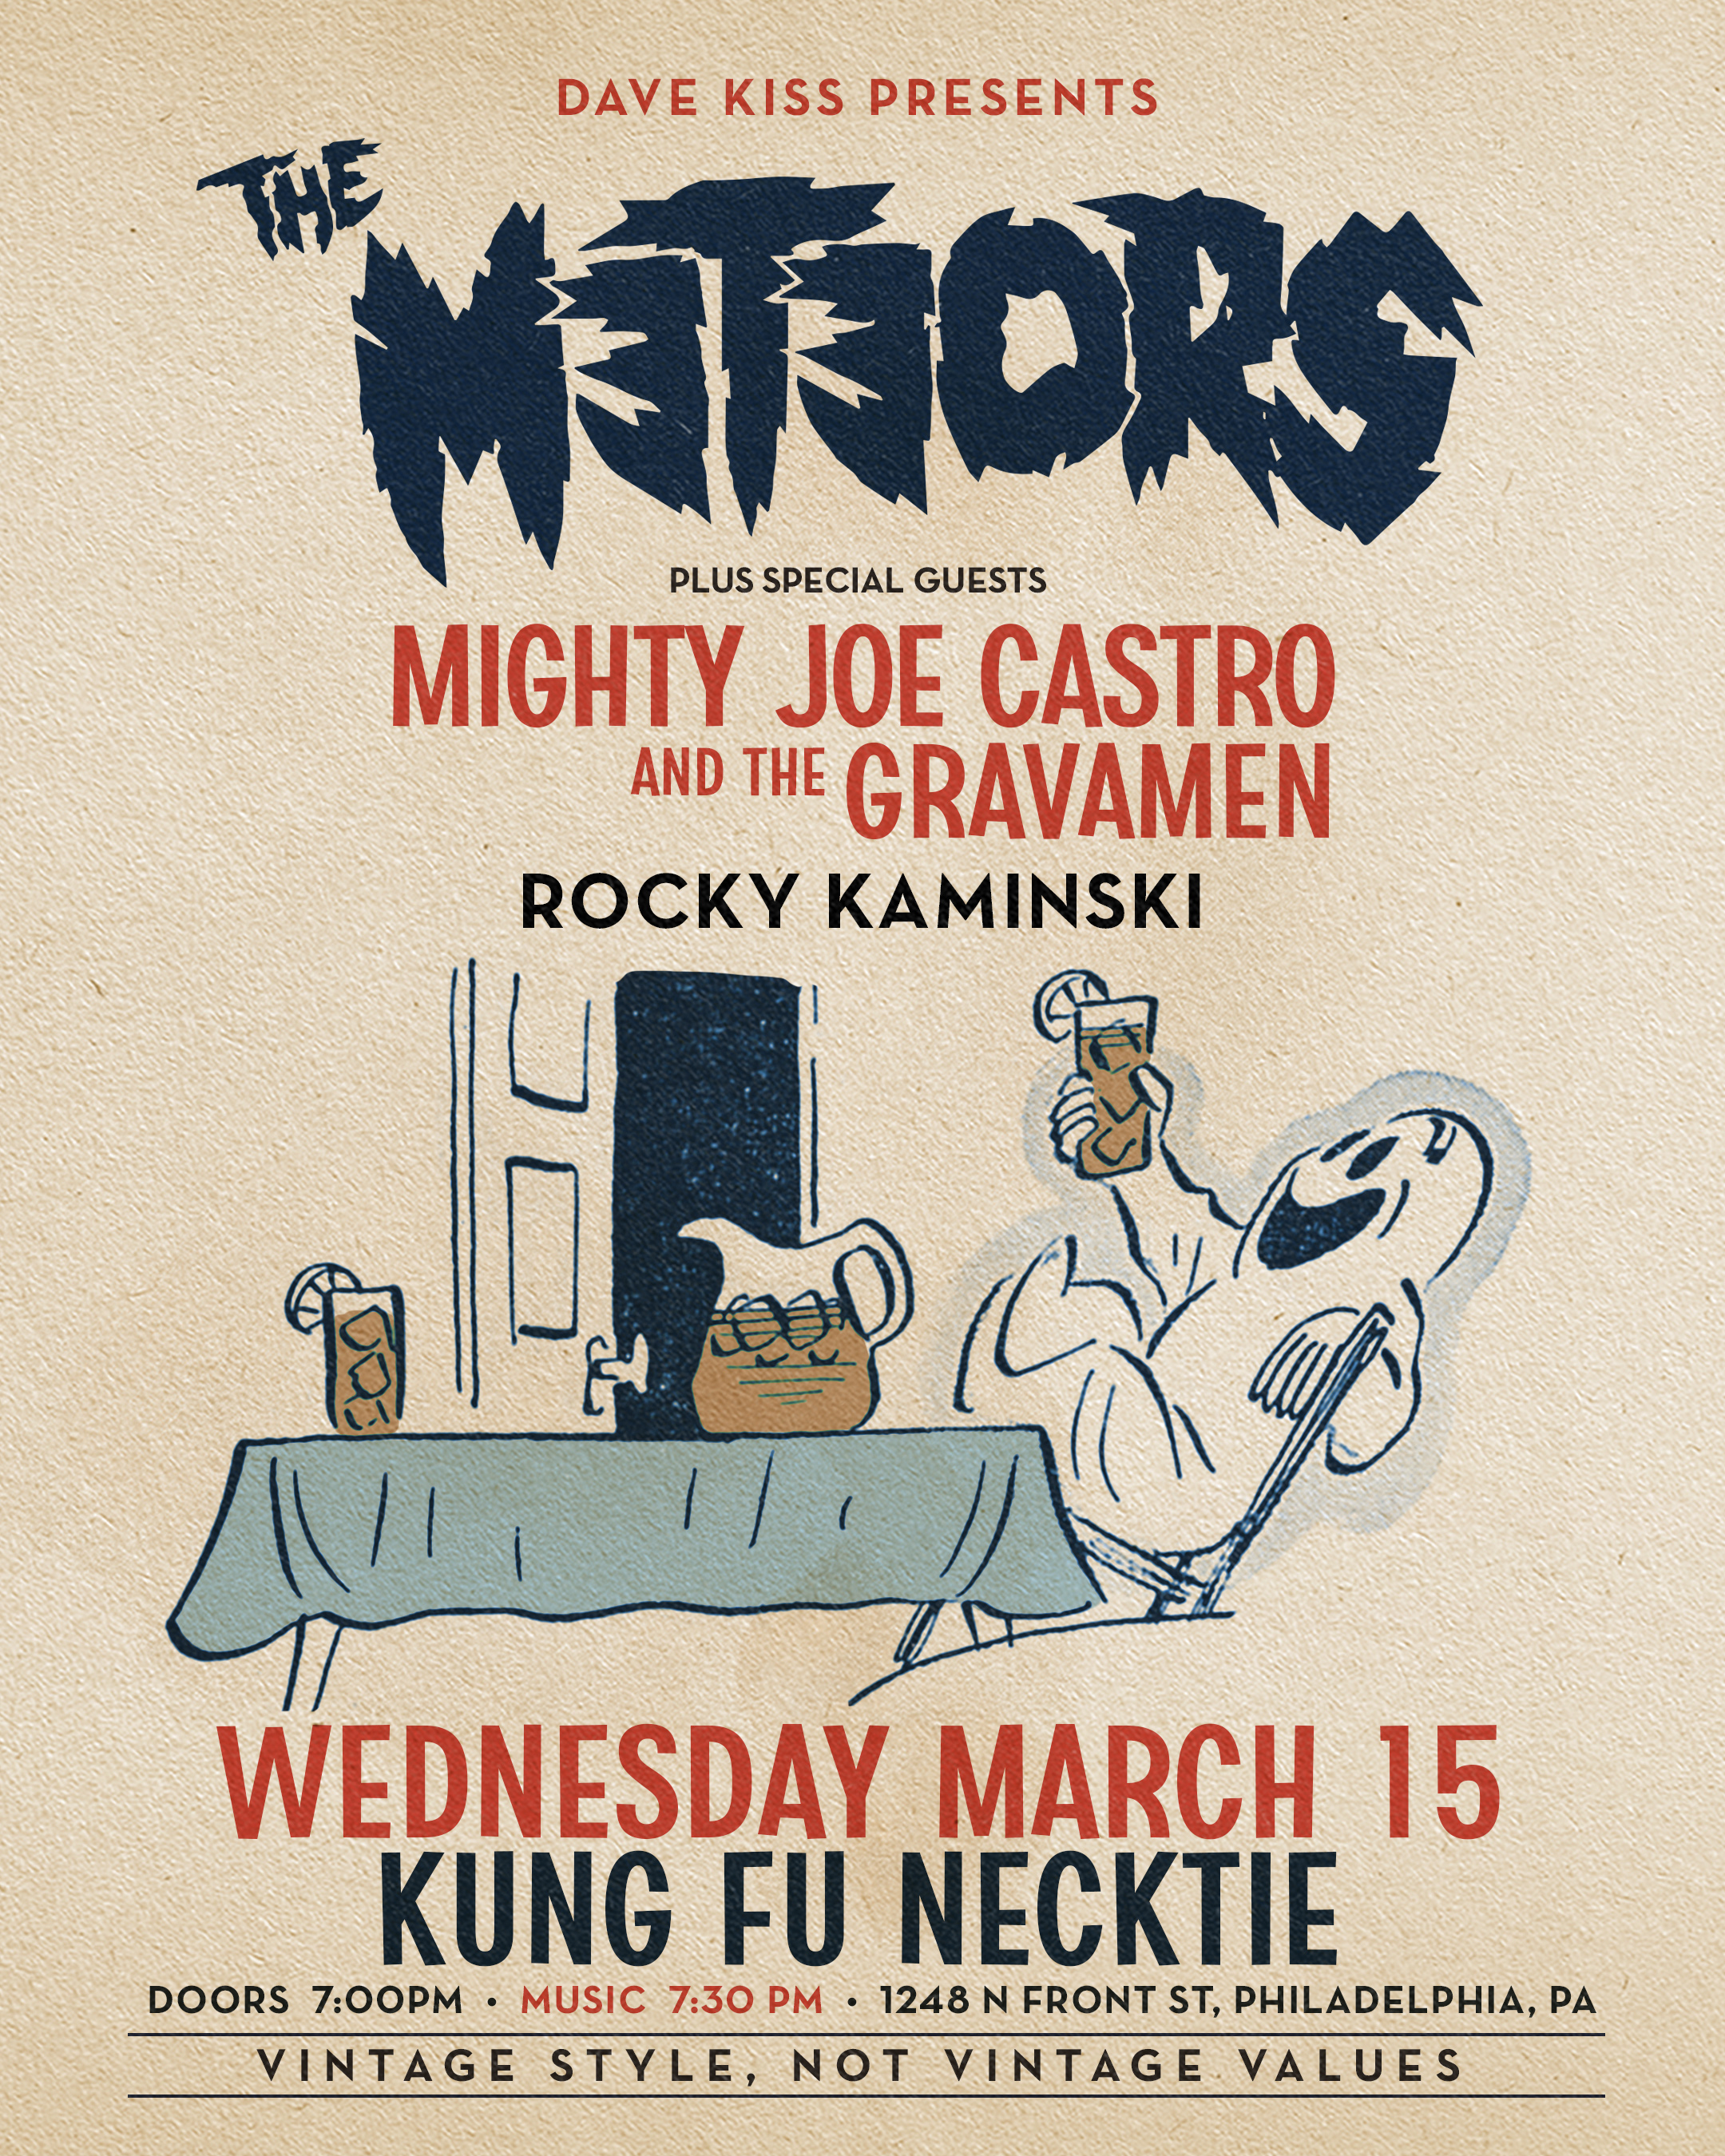 DAVE KISS PRESENTS
THE
METEORS
PLUS SPECIAL GUESTS
MIGHTY JOE CASTRO
AND THE GRAVAMEN
ROCKY KAMINSKI
WEDNESDAY MARCH 15
KUNG FU NECKTIE
DOORS 7:00PM • MUSIC 7:30 PM • 1248 N FRONT ST, PHILADELPHIA, PA
VINTAGE STYLE, NOT VINTAGE VALUES